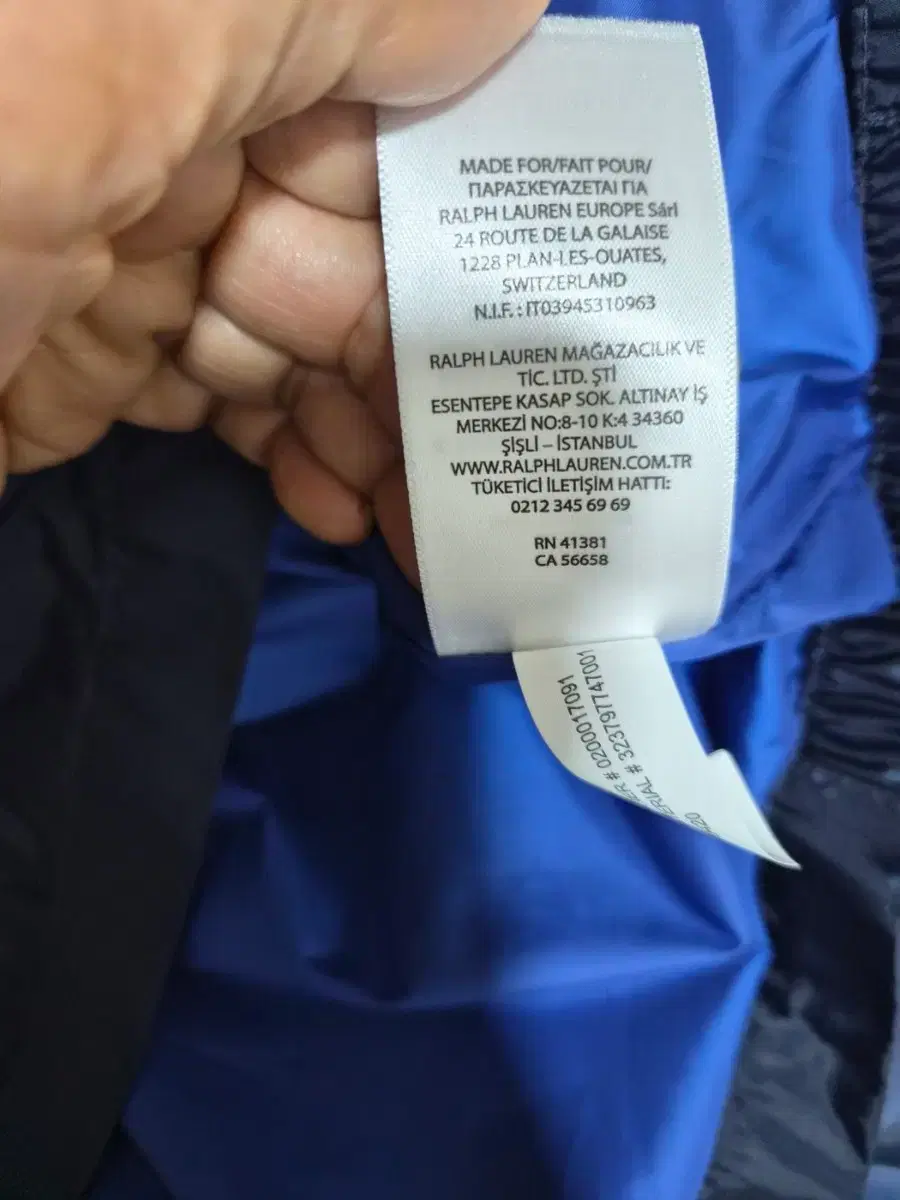 MADE FOR/FAIT POUR/
ΠΑΡΑΣΚΕΥΑΖΕΤΑΙ ΓΙΑ
RALPH LAUREN EUROPE Sárl
24 ROUTE DE LA GALAISE
1228 PLAN-LES-OUATES,
SWITZERLAND
N.I.F. : IT03945310963
RALPH LAUREN MAĞAZACILIK VE
TİC. LTD. ŞTİ
ESENTEPE KASAP SOK. ALTINAY İŞ
MERKEZİ NO:8-10 K:4 34360
ŞİŞLİ – İSTANBUL
WWW.RALPHLAUREN.COM.TR
TÜKETİCİ İLETİŞİM HATTI:
0212 345 69 69
RN 41381
CA 56658
# 0200017091
# 323797747001